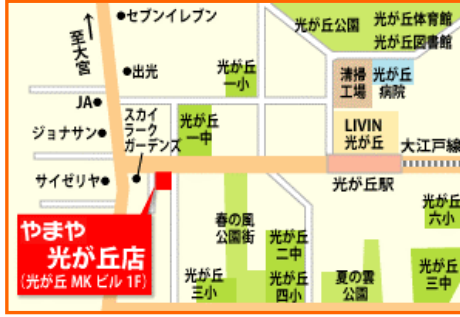 セブンイレブン
至大宮
出光
JA
ジョナサン
スカイ
ラーク
ガーデンズ
サイゼリヤ
光が丘
一小
光が丘
一中
光が丘公園
光が丘体育館
光が丘図書館
清掃
工場
光が丘
病院
LIVIN
光が丘
大江戸線
光が丘駅
やまや
光が丘店
(光が丘 MK ビル 1F)
春の風
公園街
光が丘
二中
光が丘
三小
光が丘
四小
夏の雲
公園
光が丘
六小
光が丘
三中